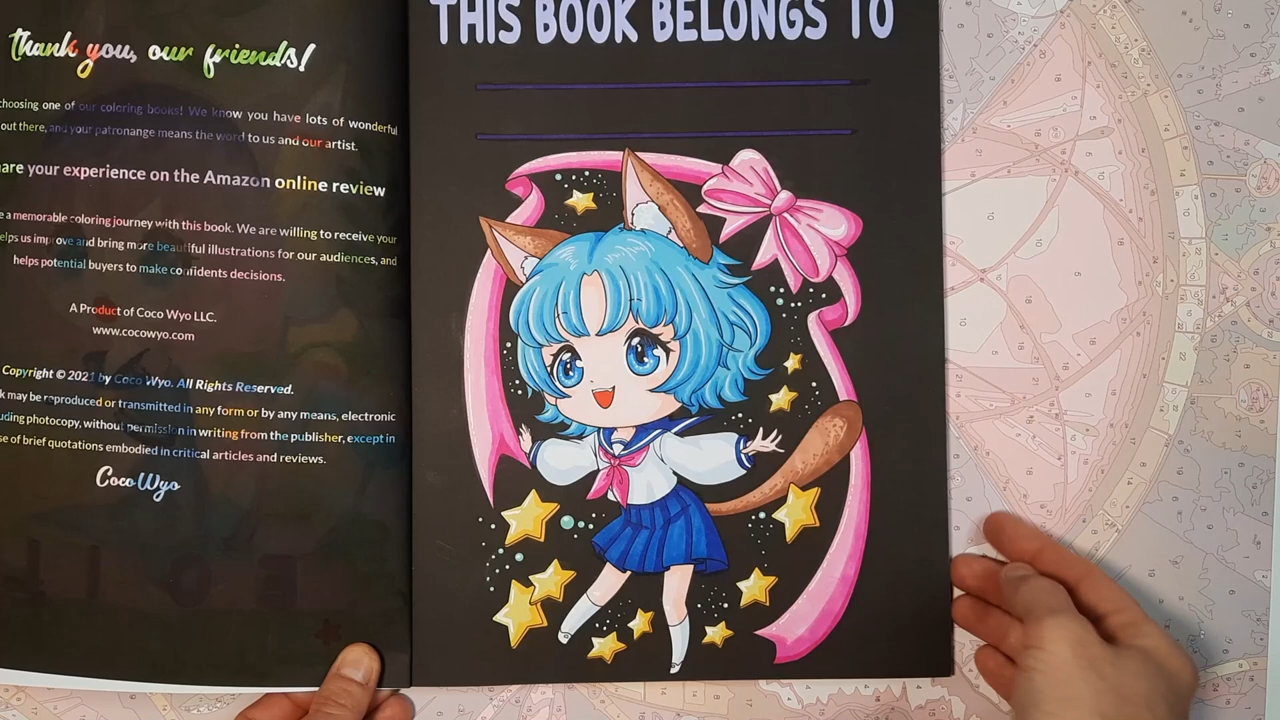 thank you, our friends!
choosing one of our coloring books! We know you have lots of wonderful
out there, and your patronange means the word to us and our artist.
are your experience on the Amazon online review
e a memorable coloring journey with this book. We are willing to receive your
elps us improve and bring more beautiful illustrations for our audiences, and
helps potential buyers to make confidents decisions.
A Product of Coco Wyo LLC.
www.cocowyo.com
Copyright © 2021 by Coco Wyo. All Rights Reserved.
k may be reproduced or transmitted in any form or by any means, electronic
uding photocopy, without permission in writing from the publisher, except in
se of brief quotations embodied in critical articles and reviews.
Coco Wyo
THIS BOOK BELONGS TO